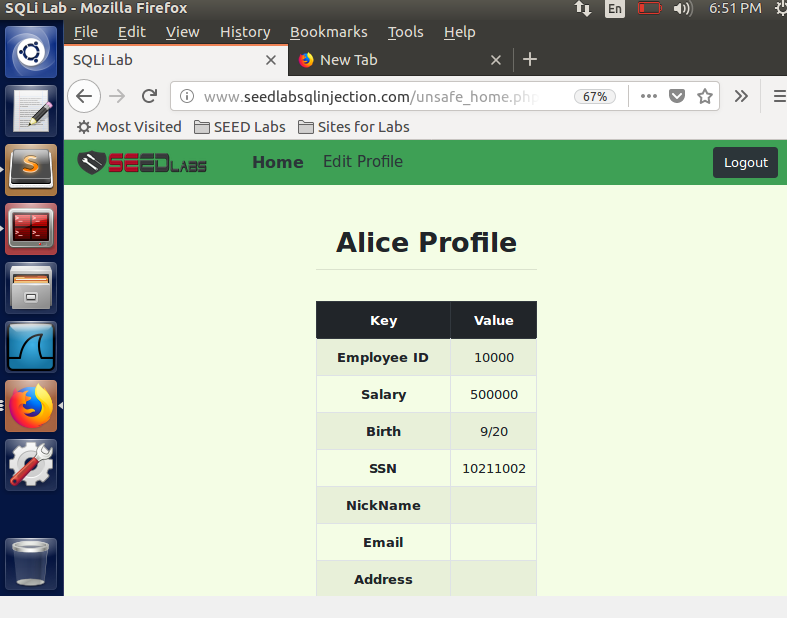 SQLi Lab - Mozilla Firefox En 6:51 PM
File Edit View History Bookmarks Tools Help
SQLi Lab New Tab
www.seedlabsqlinjection.com/unsafe_home.php 67%
Most Visited SEED Labs Sites for Labs
SEEDLABS Home Edit Profile Logout
Alice Profile
Key Value
Employee ID 10000
Salary 500000
Birth 9/20
SSN 10211002
NickName
Email
Address